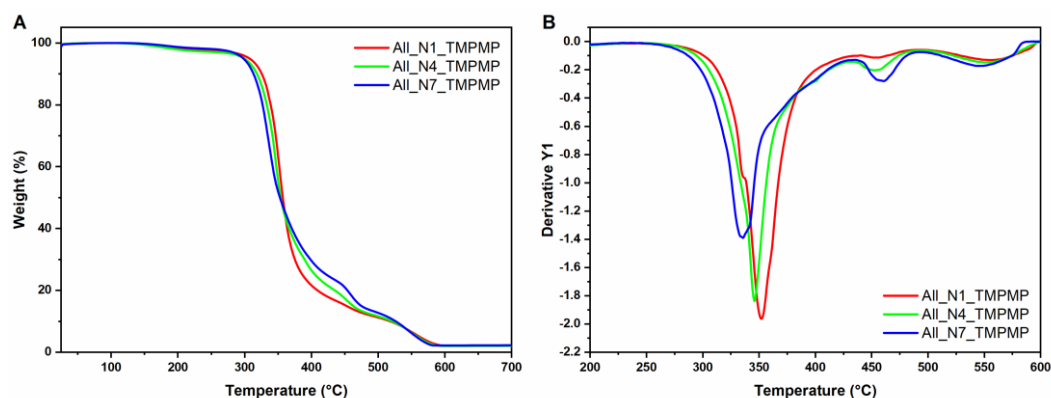 A
B
100
80
60
40
20
0
Weight (%)
100
200
300
400
500
600
700
Temperature (°C)
All_N1_TMPMP
All_N4_TMPMP
All_N7_TMPMP
0.0
-0.2
-0.4
-0.6
-0.8
-1.0
-1.2
-1.4
-1.6
-1.8
-2.0
-2.2
Derivative Y1
200
250
300
350
400
450
500
550
600
Temperature (°C)
All_N1_TMPMP
All_N4_TMPMP
All_N7_TMPMP